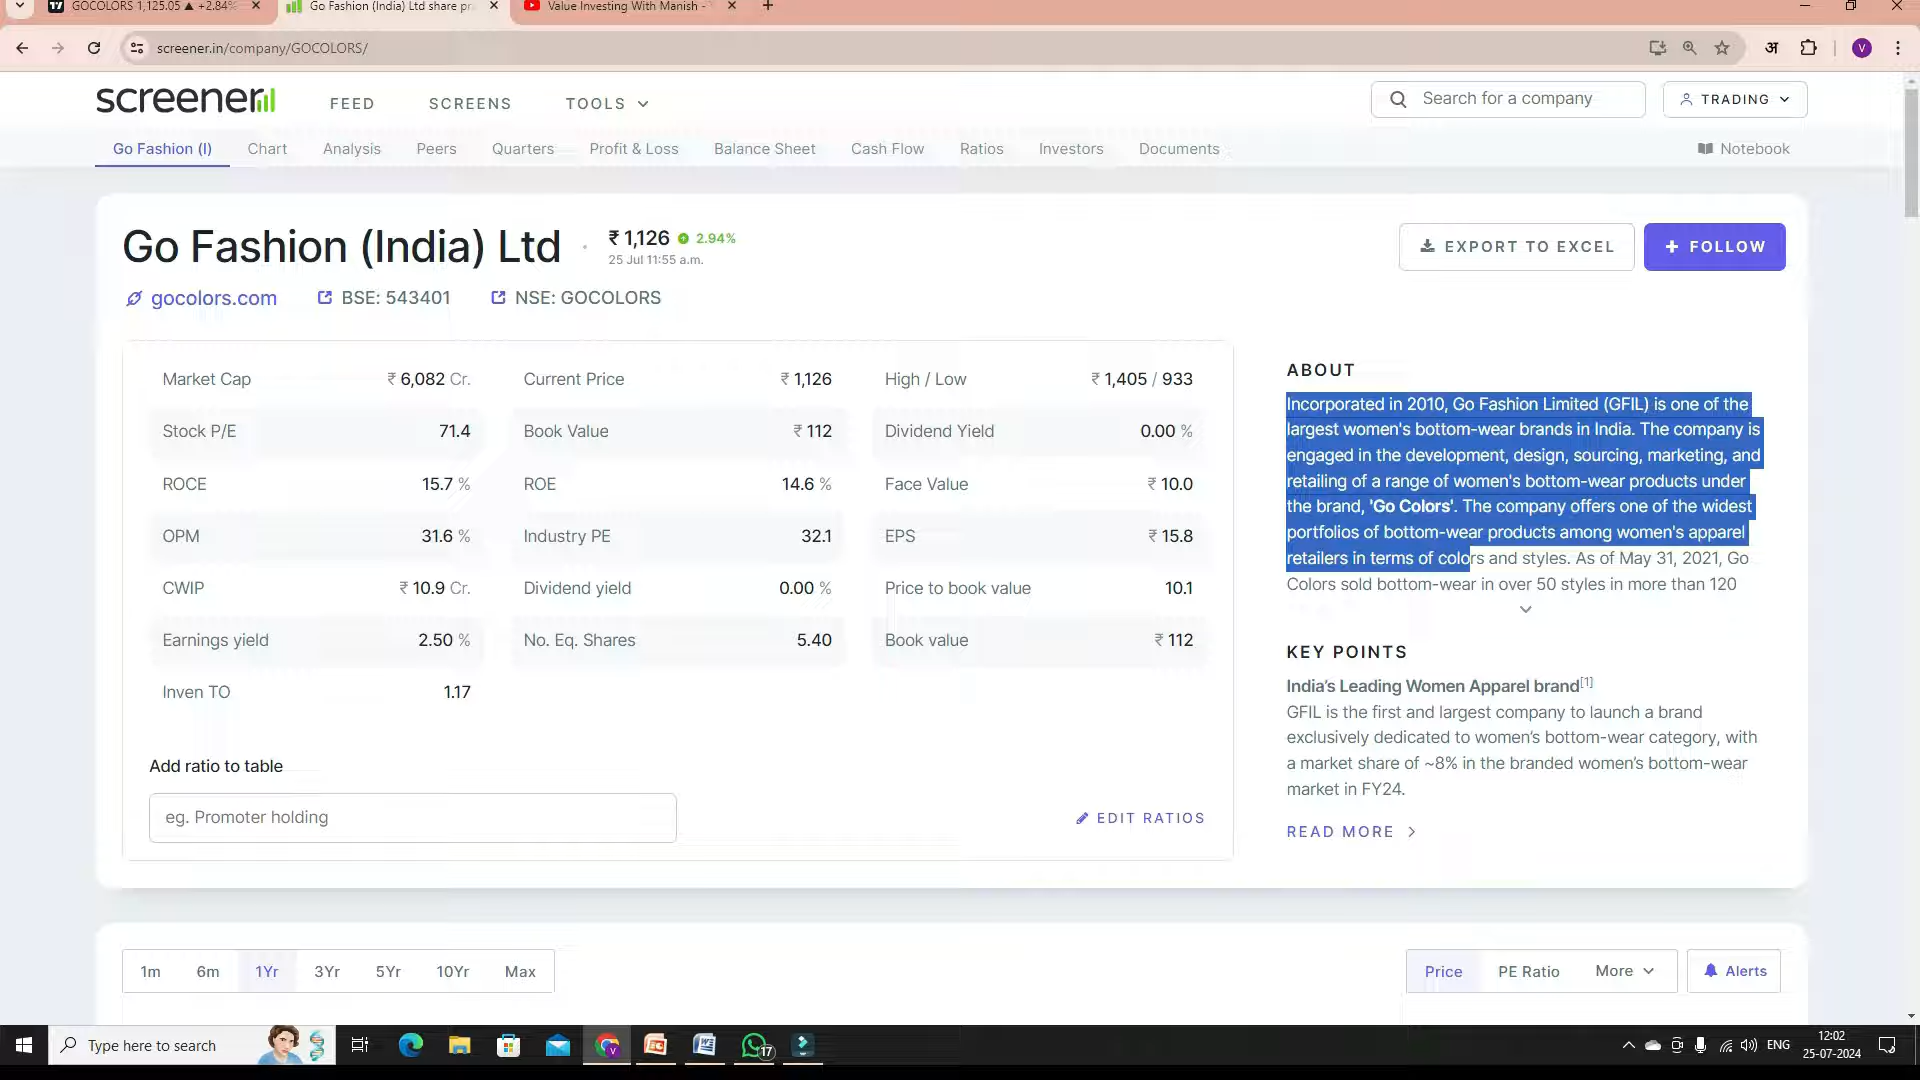 GOCOLORS 1,125.05 ▲ +2.84%
Go Fashion (India) Ltd share pr
Value Investing With Manish -
screener.in/company/GOCOLORS/
अ
V
screener
FEED
SCREENS
TOOLS
Search for a company
TRADING
Go Fashion (I)
Chart
Analysis
Peers
Quarters
Profit & Loss
Balance Sheet
Cash Flow
Ratios
Investors
Documents
Notebook
Go Fashion (India) Ltd
₹ 1,126 2.94%
25 Jul 11:55 a.m.
EXPORT TO EXCEL
+ FOLLOW
gocolors.com
BSE: 543401
NSE: GOCOLORS
Market Cap ₹ 6,082 Cr.
Current Price ₹ 1,126
High / Low ₹ 1,405 / 933
Stock P/E 71.4
Book Value ₹ 112
Dividend Yield 0.00 %
ROCE 15.7 %
ROE 14.6 %
Face Value ₹ 10.0
OPM 31.6 %
Industry PE 32.1
EPS ₹ 15.8
CWIP ₹ 10.9 Cr.
Dividend yield 0.00 %
Price to book value 10.1
Earnings yield 2.50 %
No. Eq. Shares 5.40
Book value ₹ 112
Inven TO 1.17
Add ratio to table
eg. Promoter holding
EDIT RATIOS
ABOUT
Incorporated in 2010, Go Fashion Limited (GFIL) is one of the
largest women's bottom-wear brands in India. The company is
engaged in the development, design, sourcing, marketing, and
retailing of a range of women's bottom-wear products under
the brand, 'Go Colors'. The company offers one of the widest
portfolios of bottom-wear products among women's apparel
retailers in terms of colors and styles. As of May 31, 2021, Go
Colors sold bottom-wear in over 50 styles in more than 120
KEY POINTS
India’s Leading Women Apparel brand[1]
GFIL is the first and largest company to launch a brand
exclusively dedicated to women’s bottom-wear category, with
a market share of ~8% in the branded women’s bottom-wear
market in FY24.
READ MORE
1m
6m
1Yr
3Yr
5Yr
10Yr
Max
Price
PE Ratio
More
Alerts
Type here to search
17
ENG
12:02
25-07-2024